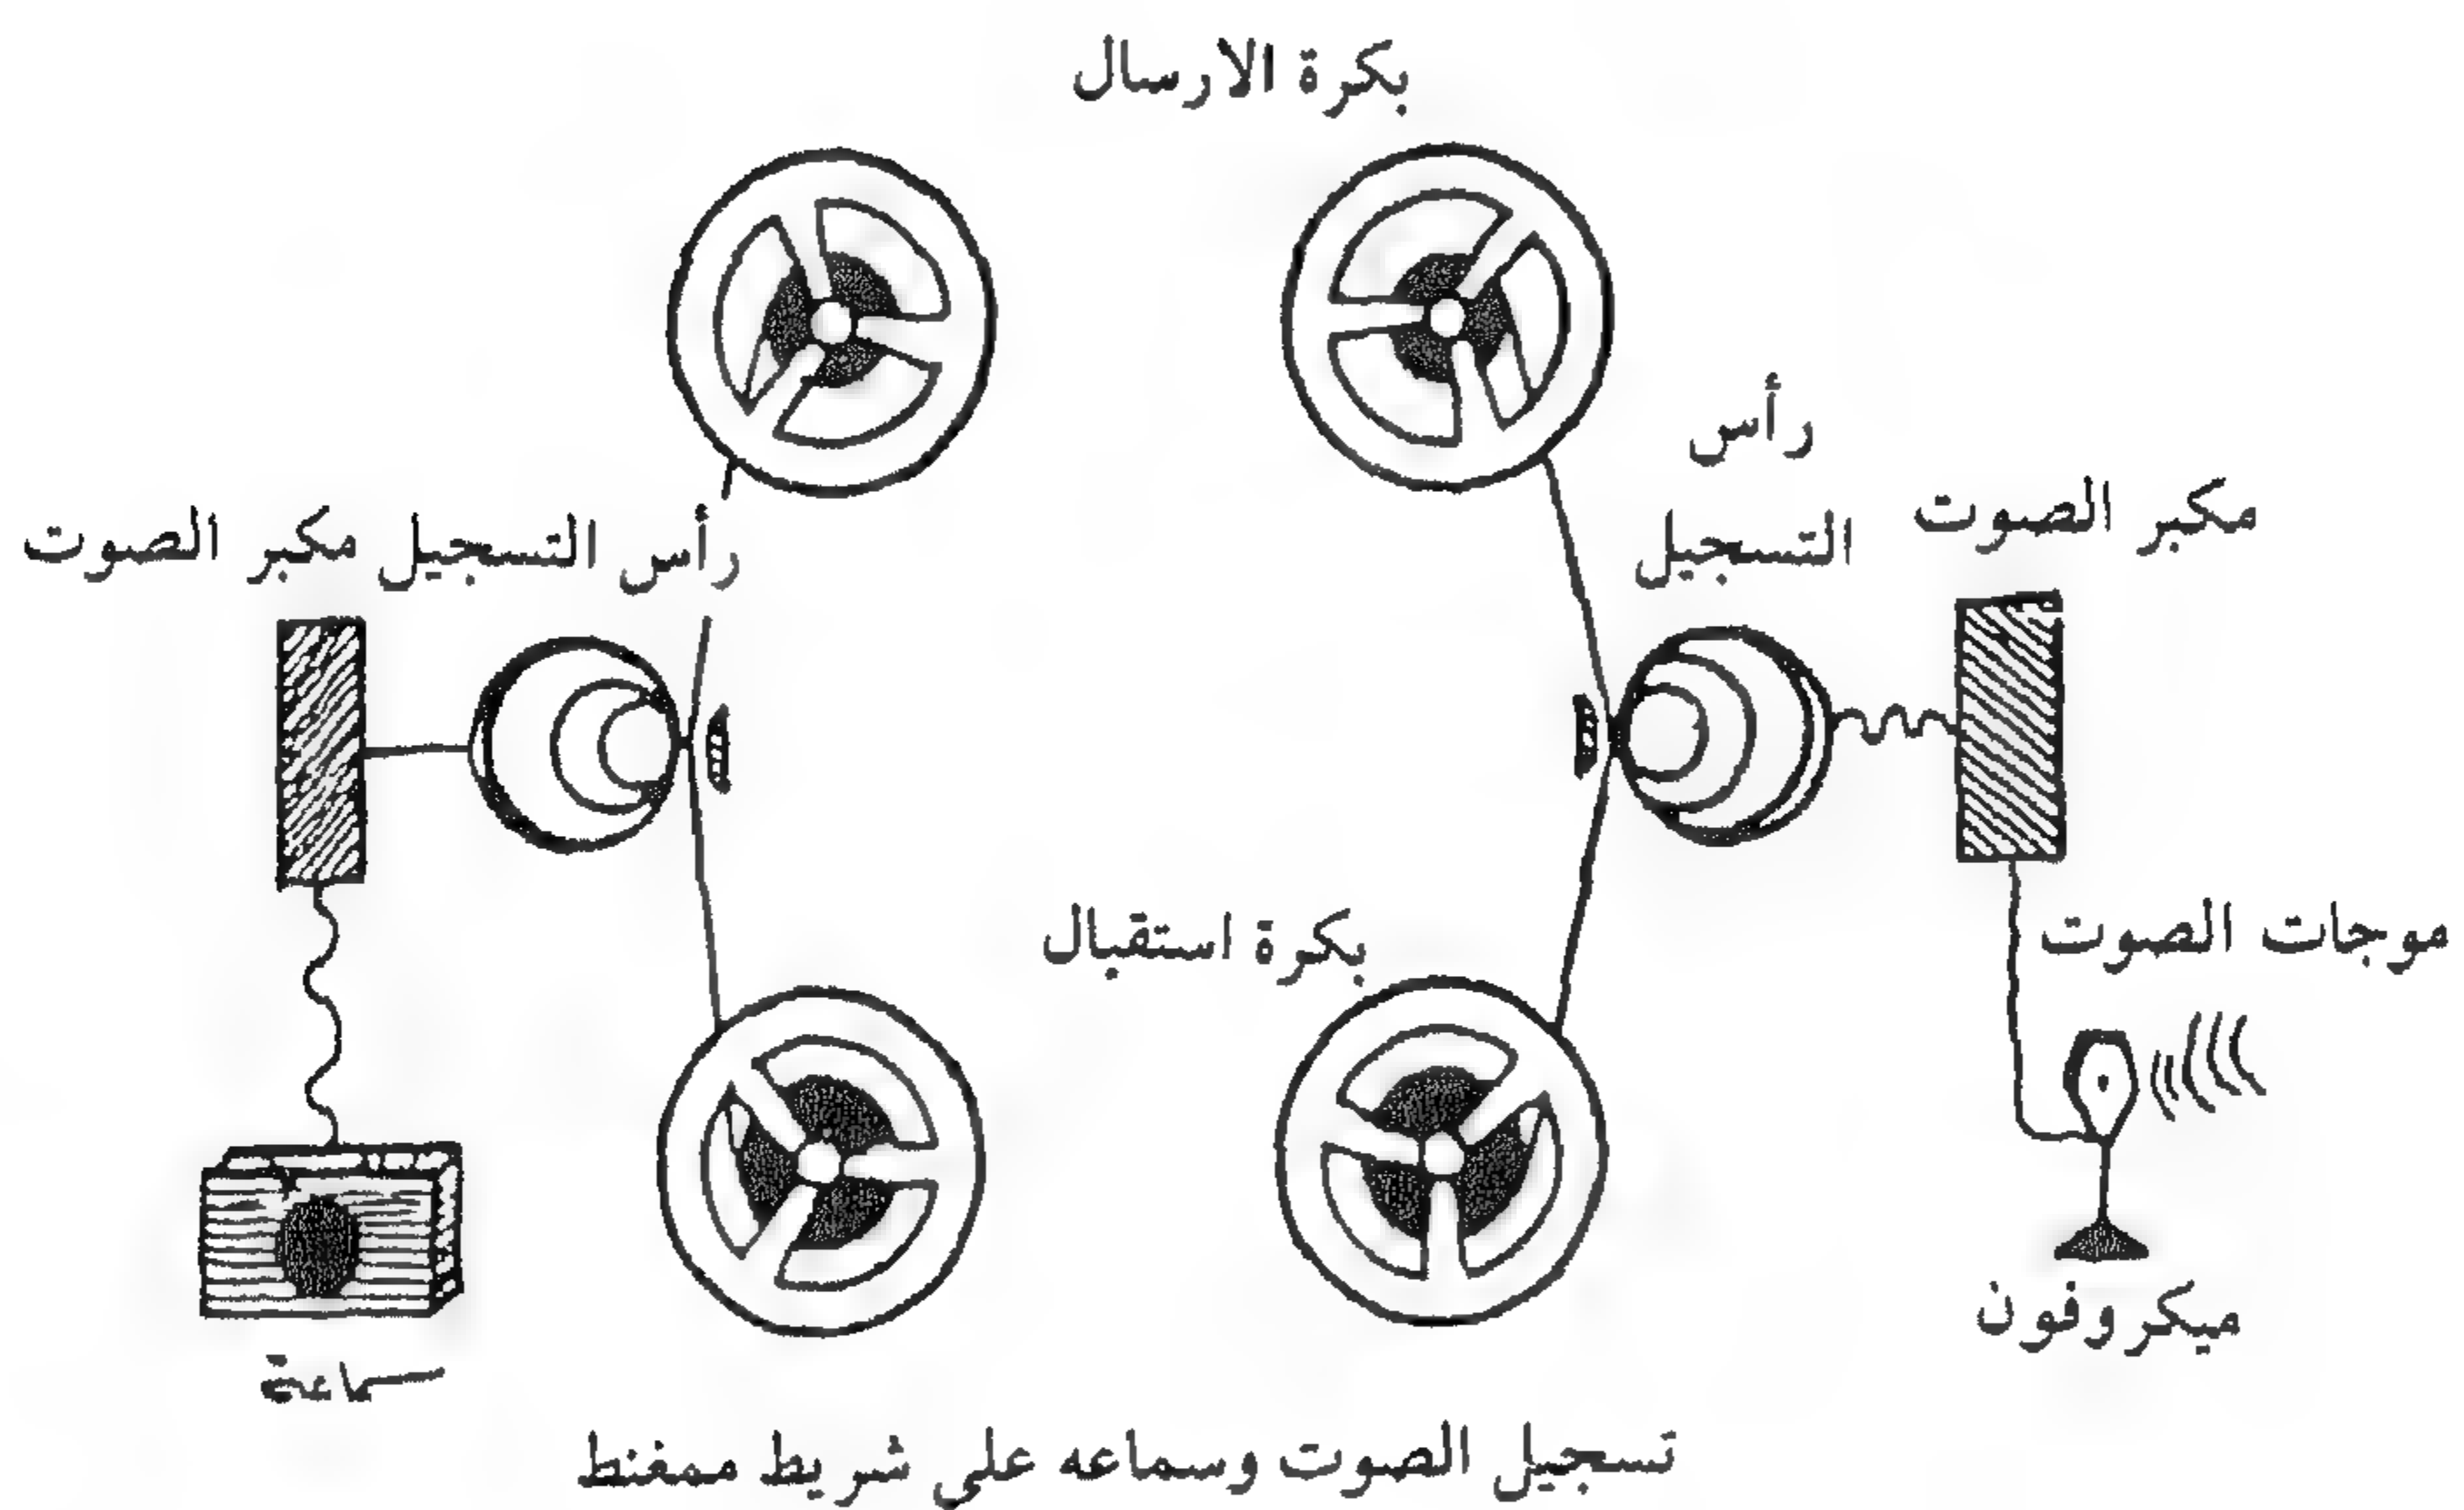 بكرة الارسال
رأس
التسجيل
مكبر الصوت
رأس التسجيل
مكبر الصوت
بكرة استقبال
موجات الصوت
ميكروفون
سماعة
تسجيل الصوت وسماعه على شريط ممغنط